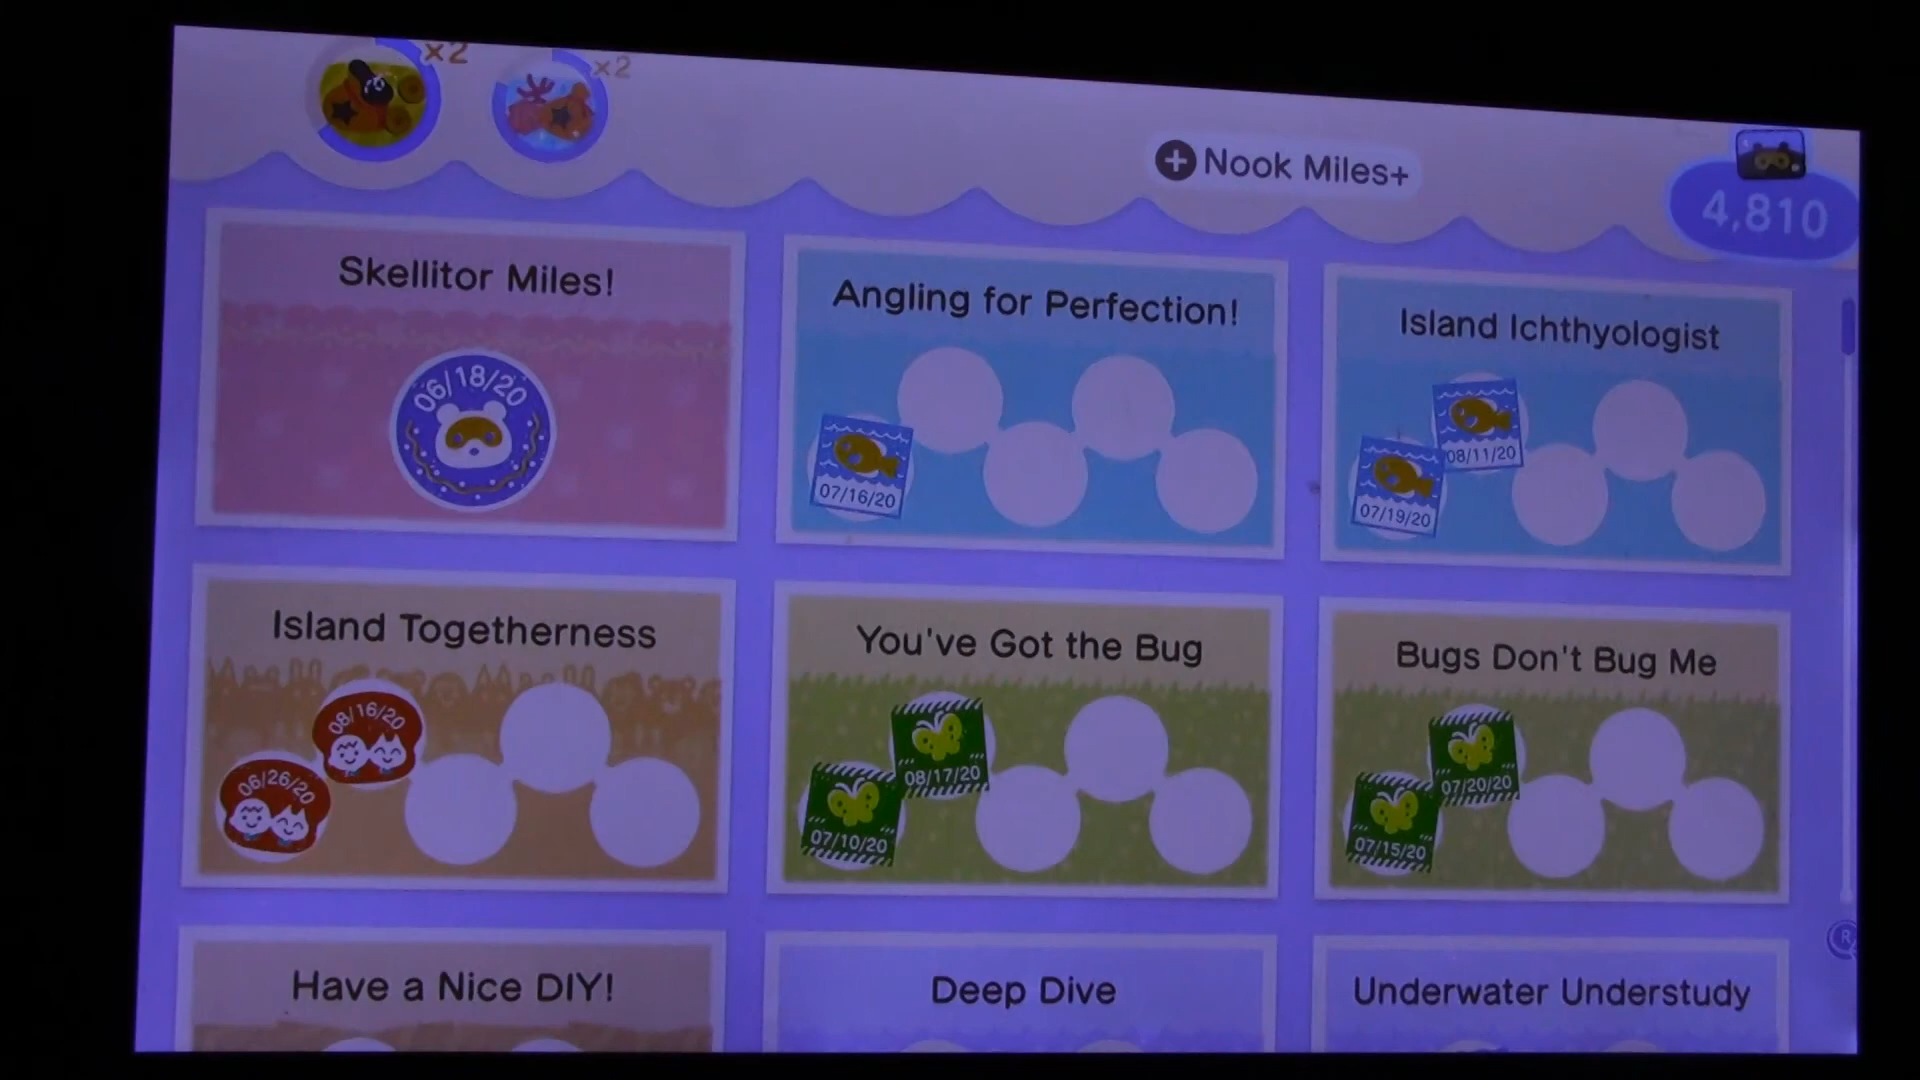 ×2
×2
Nook Miles+
4,810
Skellitor Miles!
06/18/20
Angling for Perfection!
07/16/20
Island Ichthyologist
08/11/20
07/19/20
Island Togetherness
08/16/20
06/26/20
You've Got the Bug
08/17/20
07/10/20
Bugs Don't Bug Me
07/20/20
07/15/20
Have a Nice DIY!
Deep Dive
Underwater Understudy
R